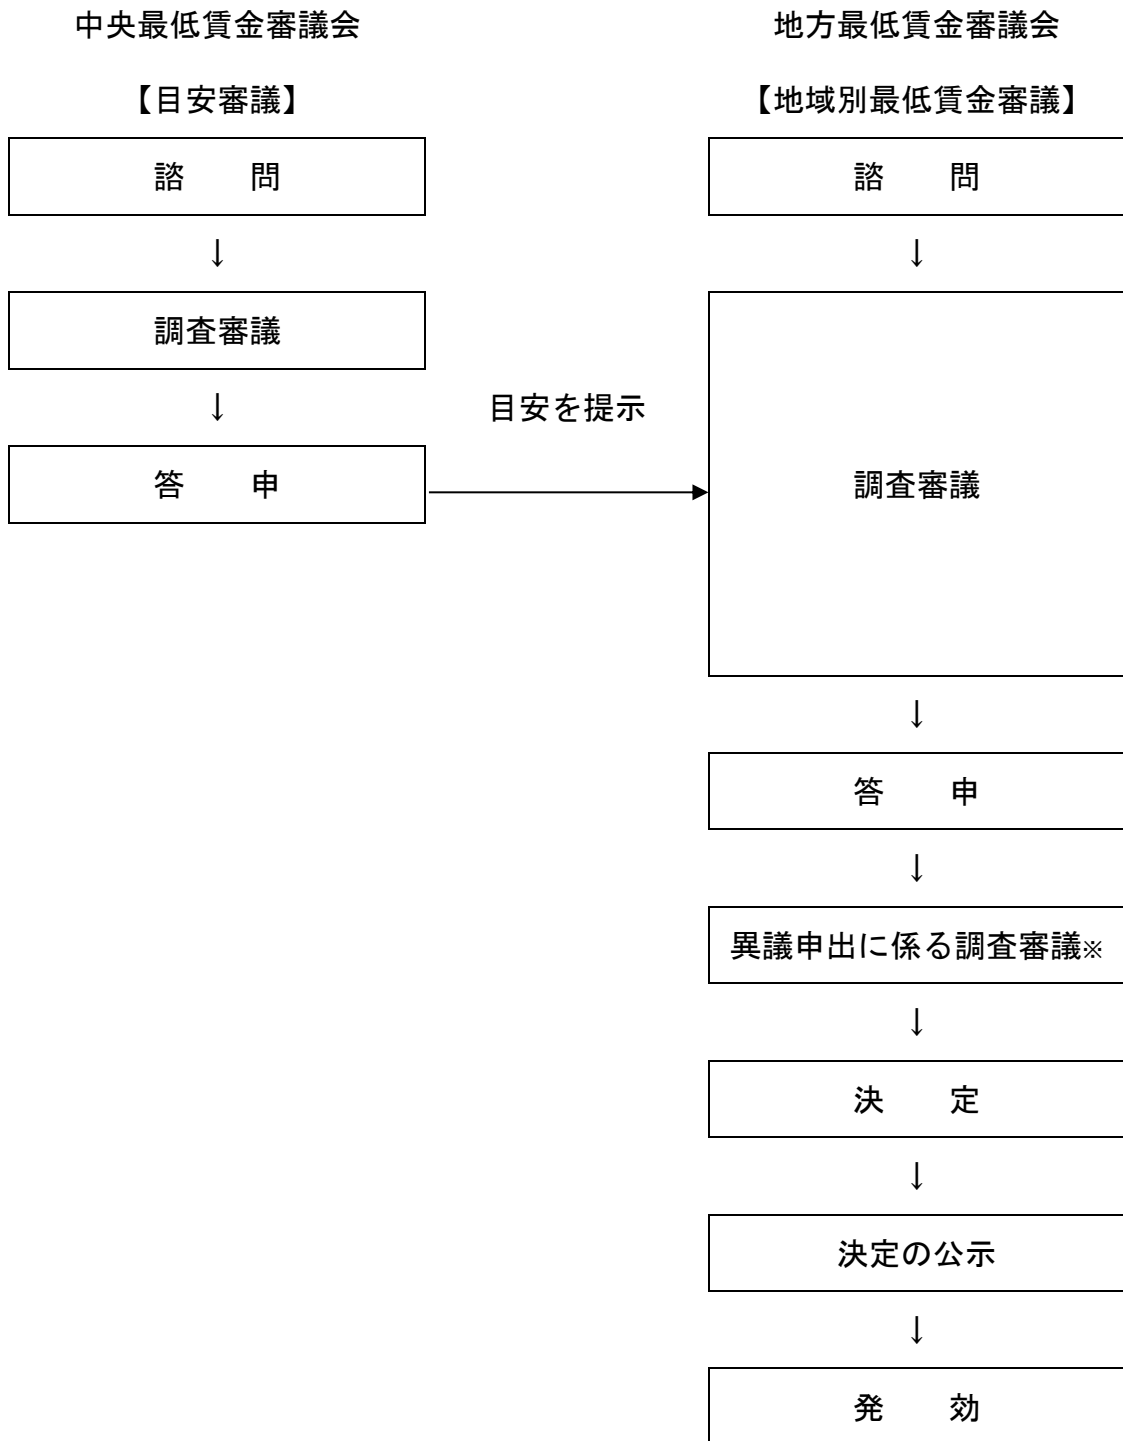 中央最低賃金審議会
【目安審議】
諮　　問
↓
調査審議
↓
答　　申
目安を提示
地方最低賃金審議会
【地域別最低賃金審議】
諮　　問
↓
調査審議
↓
答　　申
↓
異議申出に係る調査審議※
↓
決　　定
↓
決定の公示
↓
発　　効